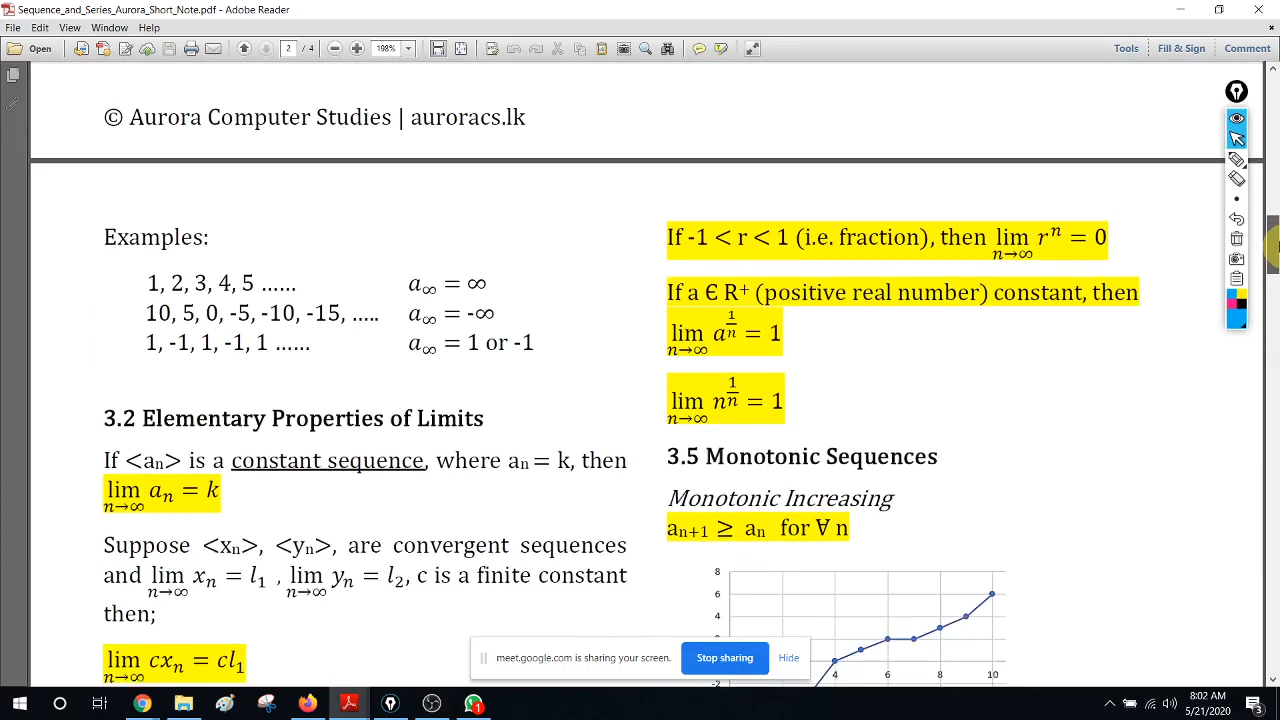 Sequence_and_Series_Aurora_Short_Note.pdf - Adobe Reader
File Edit View Window Help
Open 2 / 4 198% Tools Fill & Sign Comment
© Aurora Computer Studies | auroracs.lk
Examples:
1, 2, 3, 4, 5 ...... a∞ = ∞
10, 5, 0, -5, -10, -15, ..... a∞ = -∞
1, -1, 1, -1, 1 ...... a∞ = 1 or -1
3.2 Elementary Properties of Limits
If <an> is a constant sequence, where an = k, then
lim n→∞ an = k
Suppose <xn>, <yn>, are convergent sequences
and lim n→∞ xn = l1 , lim n→∞ yn = l2, c is a finite constant
then;
lim n→∞ cxn = cl1
If -1 < r < 1 (i.e. fraction), then lim n→∞ r^n = 0
If a Є R+ (positive real number) constant, then
lim n→∞ a^(1/n) = 1
lim n→∞ n^(1/n) = 1
3.5 Monotonic Sequences
Monotonic Increasing
an+1 ≥ an for ∀ n
8
6
4
-2
4 6 8 10
meet.google.com is sharing your screen. Stop sharing Hide
1
8:02 AM
5/21/2020
3